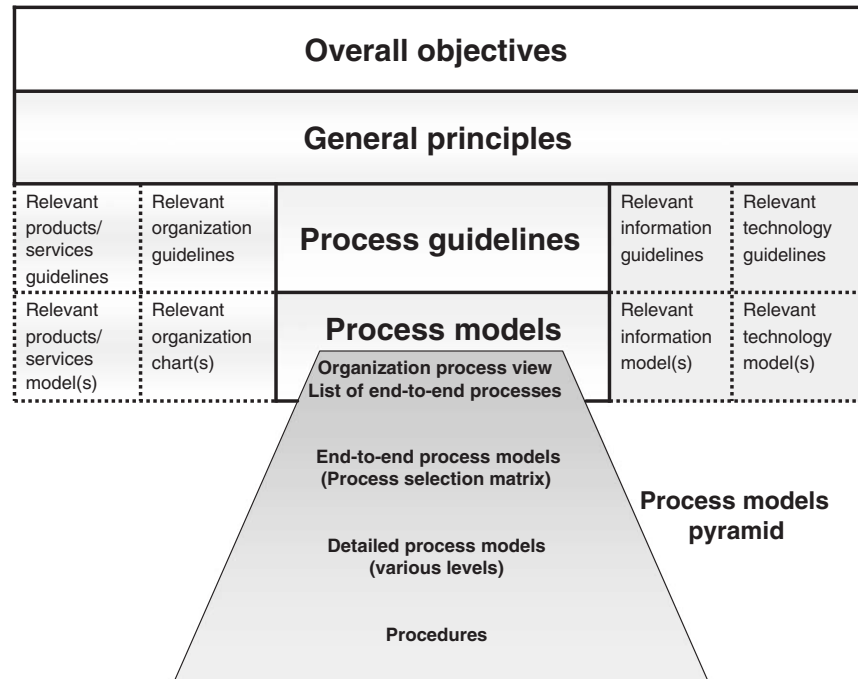 Overall objectives
General principles
Relevant
products/
services
guidelines
Relevant
organization
guidelines
Process guidelines
Relevant
information
guidelines
Relevant
technology
guidelines
Relevant
products/
services
model(s)
Relevant
organization
chart(s)
Process models
Relevant
information
model(s)
Relevant
technology
model(s)
Organization process view
List of end-to-end processes
End-to-end process models
(Process selection matrix)
Process models
pyramid
Detailed process models
(various levels)
Procedures